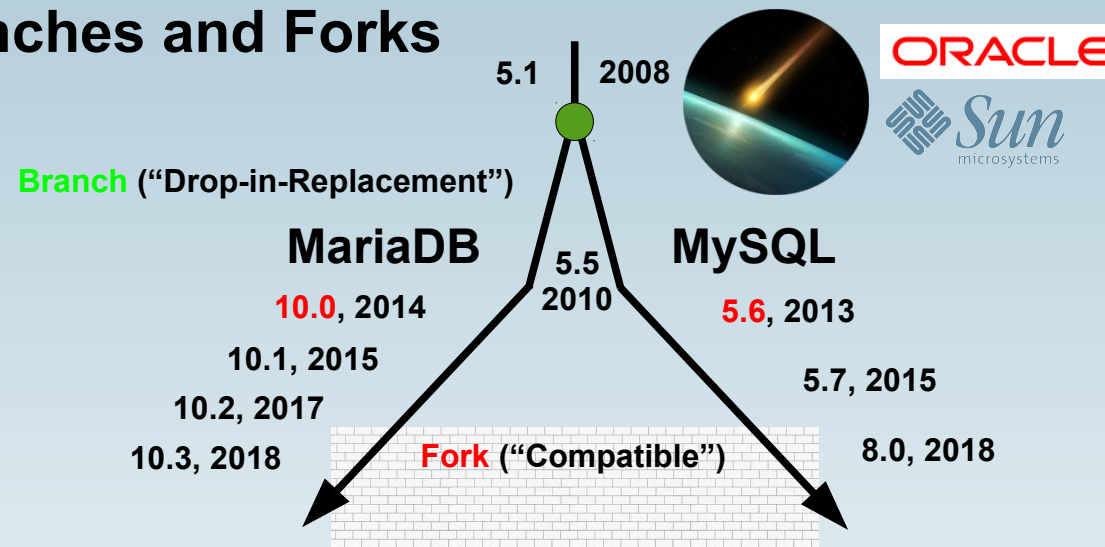 nches and Forks
5.1 2008
ORACLE
Sun
microsystems
Branch (“Drop-in-Replacement”)
MariaDB
MySQL
5.5
2010
10.0, 2014
5.6, 2013
10.1, 2015
5.7, 2015
10.2, 2017
10.3, 2018
Fork (“Compatible”)
8.0, 2018